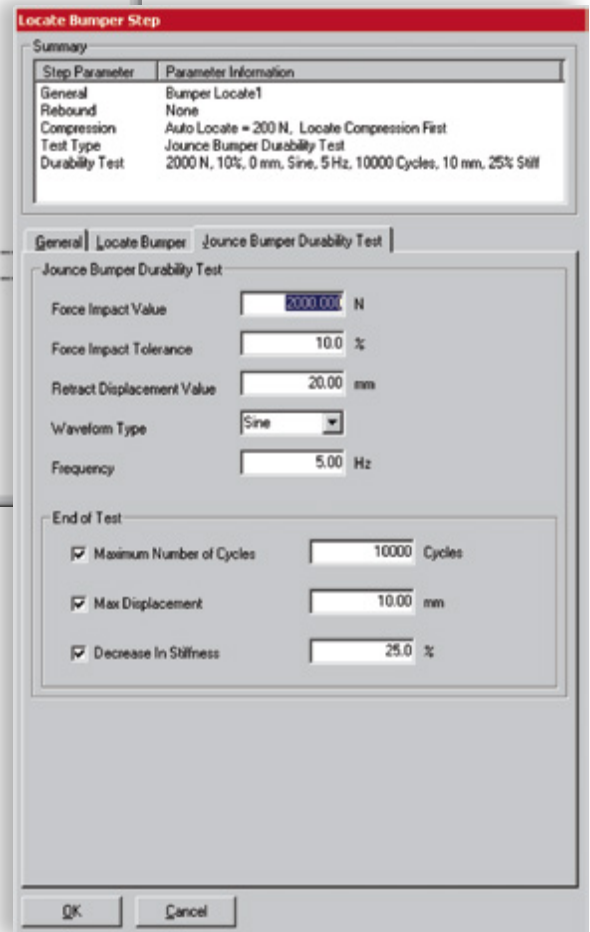 Locate Bumper Step
Summary
Step Parameter Parameter Information
General Bumper Locate1
Rebound None
Compression Auto Locate = 200 N, Locate Compression First
Test Type Jounce Bumper Durability Test
Durability Test 2000 N, 10%, 0 mm, Sine, 5 Hz, 10000 Cycles, 10 mm, 25% Stiff
General Locate Bumper Jounce Bumper Durability Test
Jounce Bumper Durability Test
Force Impact Value 2000.000 N
Force Impact Tolerance 10.0 %
Retract Displacement Value 20.00 mm
Waveform Type Sine
Frequency 5.00 Hz
End of Test
Maximum Number of Cycles 10000 Cycles
Max Displacement 10.00 mm
Decrease In Stiffness 25.0 %
OK Cancel